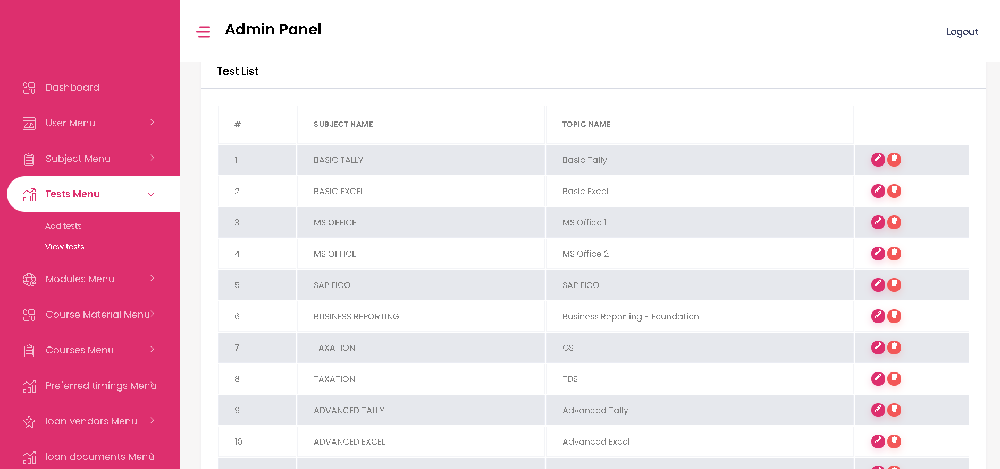 Admin Panel
Logout
Dashboard
User Menu
Subject Menu
Tests Menu
Add tests
View tests
Modules Menu
Course Material Menu
Courses Menu
Preferred timings Menu
loan vendors Menu
loan documents Menu
Test List
# SUBJECT NAME TOPIC NAME
1 BASIC TALLY Basic Tally
2 BASIC EXCEL Basic Excel
3 MS OFFICE MS Office 1
4 MS OFFICE MS Office 2
5 SAP FICO SAP FICO
6 BUSINESS REPORTING Business Reporting - Foundation
7 TAXATION GST
8 TAXATION TDS
9 ADVANCED TALLY Advanced Tally
10 ADVANCED EXCEL Advanced Excel